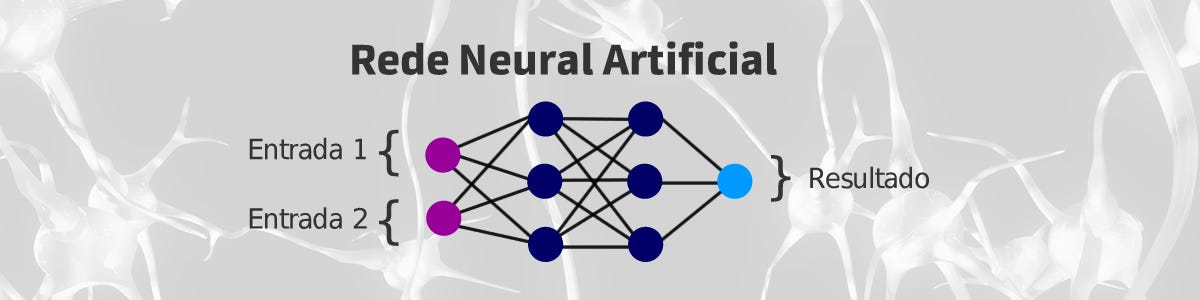 Rede Neural Artificial
Entrada 1 {
Entrada 2 {
} Resultado